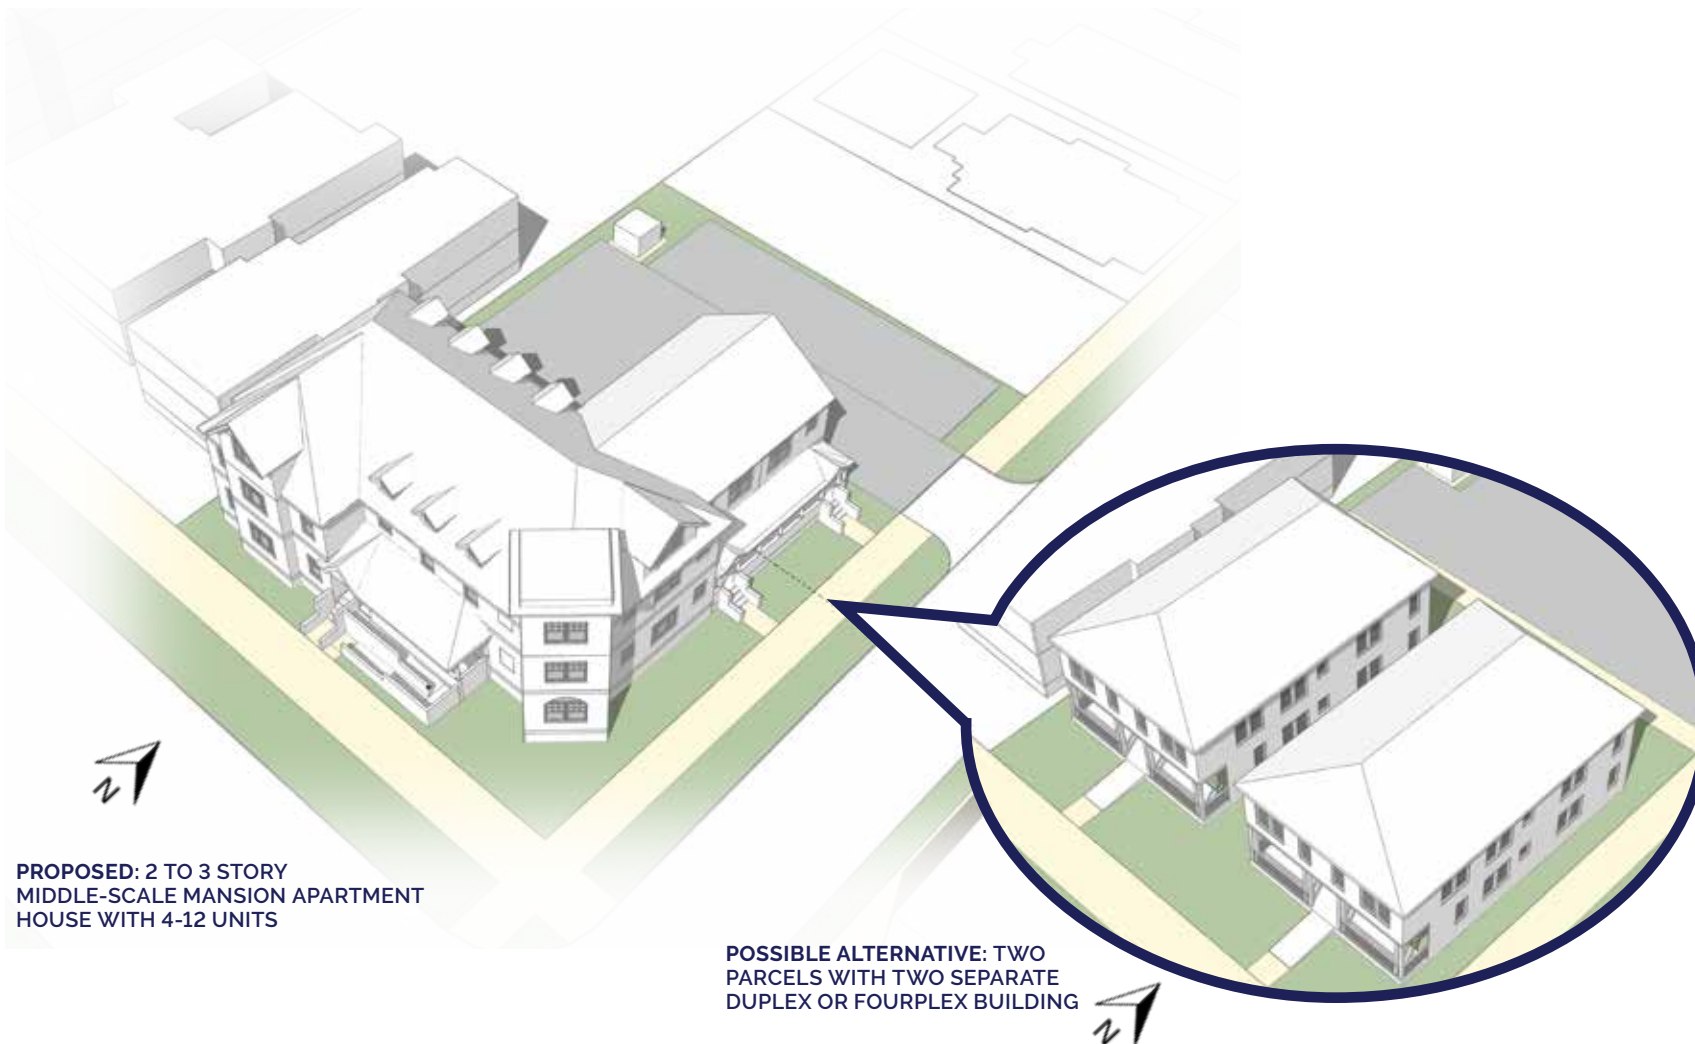 PROPOSED: 2 TO 3 STORY
MIDDLE-SCALE MANSION APARTMENT
HOUSE WITH 4-12 UNITS
N
POSSIBLE ALTERNATIVE: TWO
PARCELS WITH TWO SEPARATE
DUPLEX OR FOURPLEX BUILDING
N